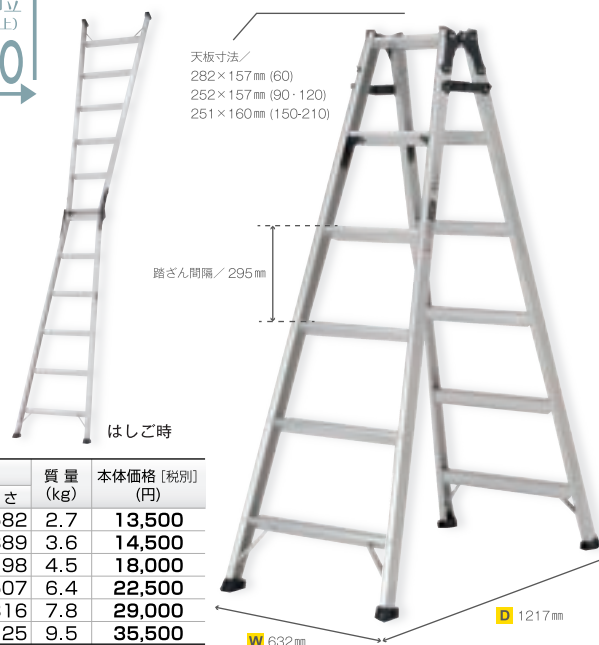 天板寸法／
282×157㎜ (60)
252×157㎜ (90・120)
251×160㎜ (150-210)
踏ざん間隔／295㎜
はしご時
さ 質 量 (kg) 本体価格 [税別] (円)
82 2.7 13,500
89 3.6 14,500
98 4.5 18,000
07 6.4 22,500
16 7.8 29,000
25 9.5 35,500
D 1217㎜
W 632㎜